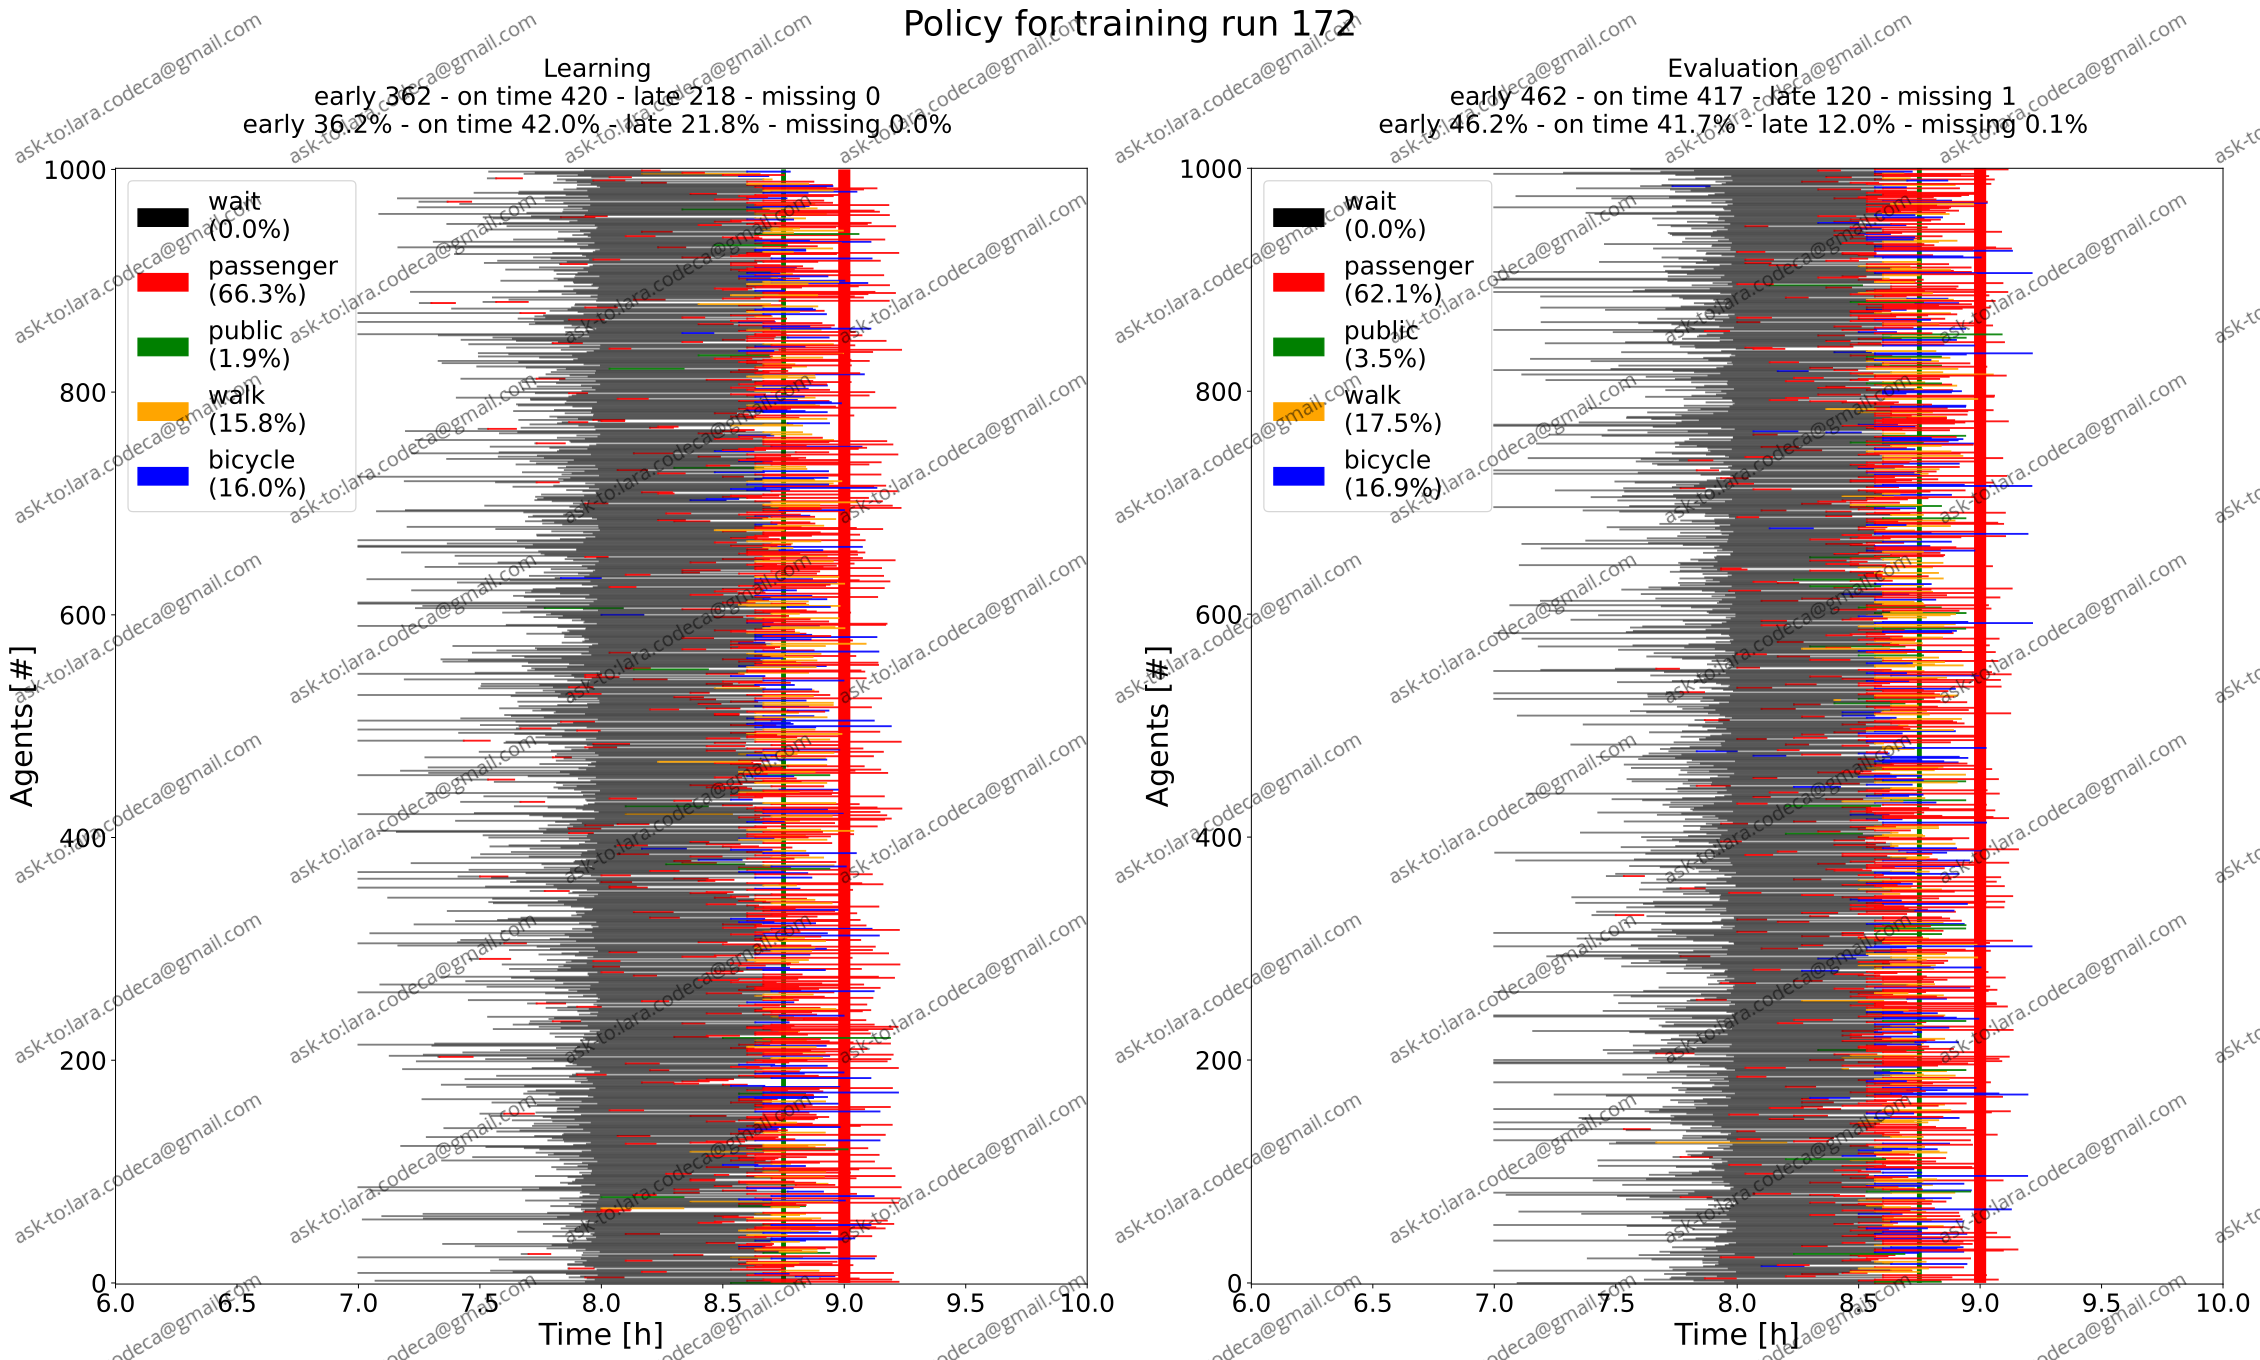 Policy for training run 172
Learning
early 362 - on time 420 - late 218 - missing 0
early 36.2% - on time 42.0% - late 21.8% - missing 0.0%
1000
800
600
400
200
0
Agents [#]
wait
(0.0%)
passenger
(66.3%)
public
(1.9%)
walk
(15.8%)
bicycle
(16.0%)
6.0 6.5 7.0 7.5 8.0 8.5 9.0 9.5 10.0
Time [h]
Evaluation
early 462 - on time 417 - late 120 - missing 1
early 46.2% - on time 41.7% - late 12.0% - missing 0.1%
1000
800
600
400
200
0
Agents [#]
wait
(0.0%)
passenger
(62.1%)
public
(3.5%)
walk
(17.5%)
bicycle
(16.9%)
6.0 6.5 7.0 7.5 8.0 8.5 9.0 9.5 10.0
Time [h]
ask-to:lara.codeca@gmail.com